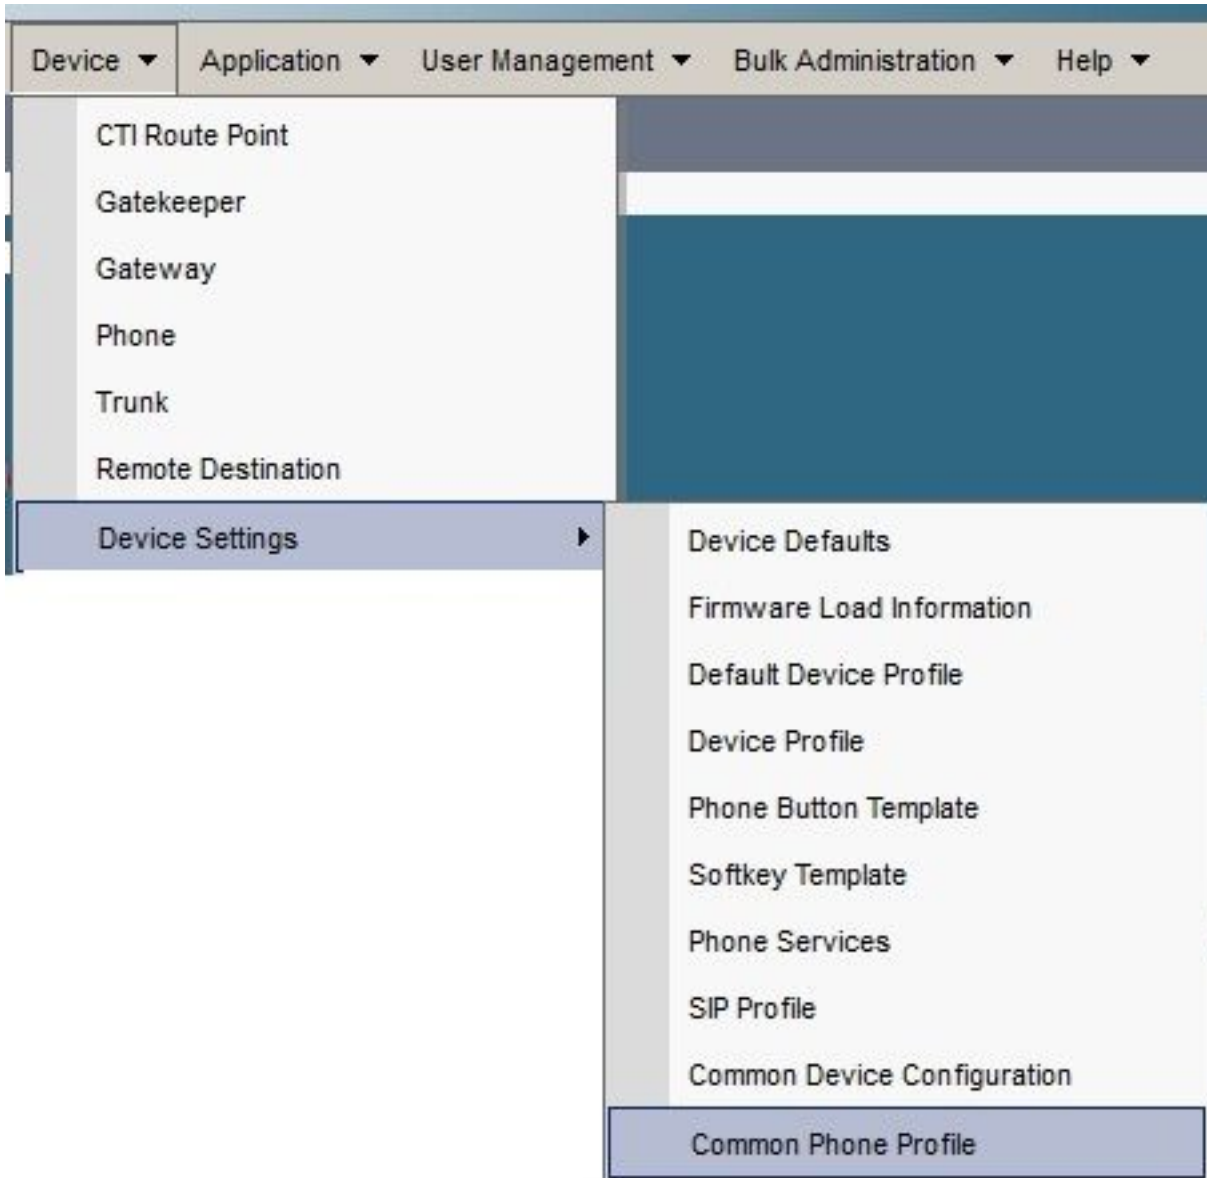 Device Application User Management Bulk Administration Help
CTI Route Point
Gatekeeper
Gateway
Phone
Trunk
Remote Destination
Device Settings
Device Defaults
Firmware Load Information
Default Device Profile
Device Profile
Phone Button Template
Softkey Template
Phone Services
SIP Profile
Common Device Configuration
Common Phone Profile